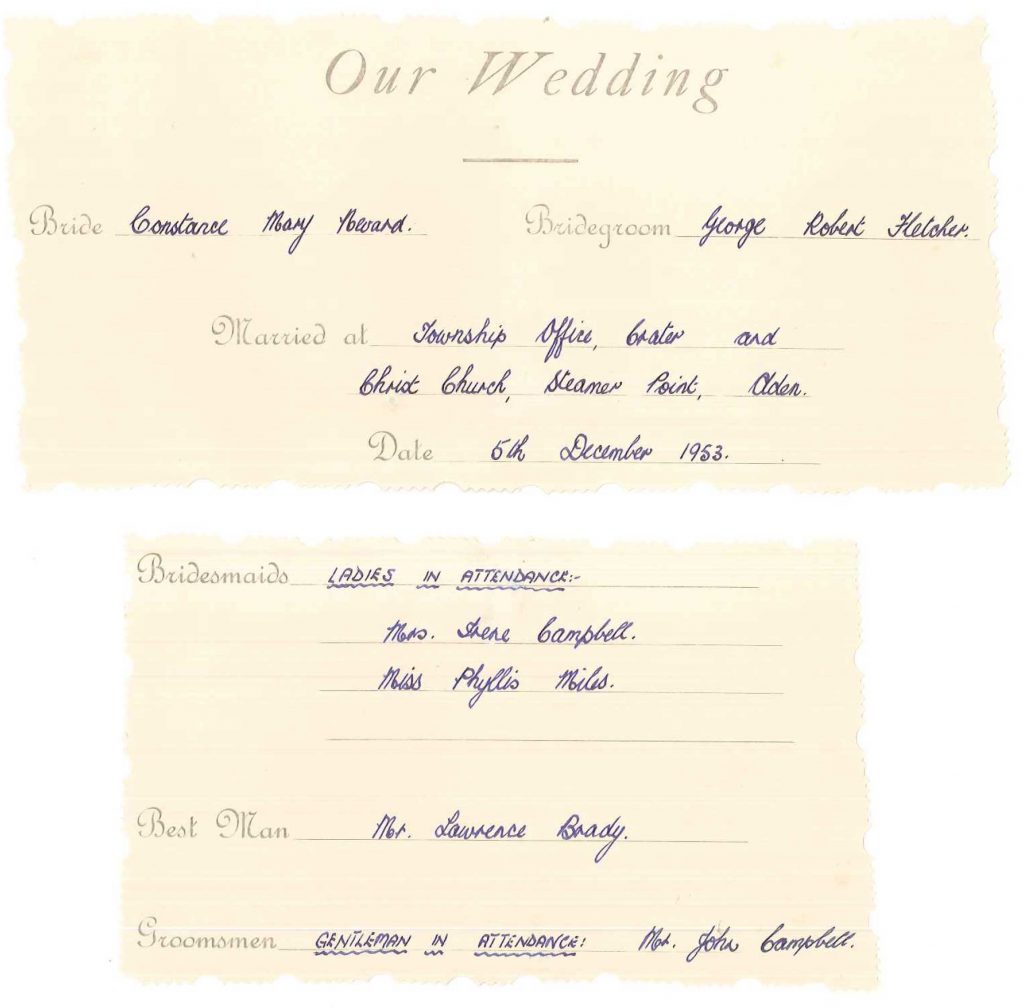 Our Wedding
Bride Constance Mary Nevard. Bridegroom George Robert Fletcher.
Married at Township Office, Crater and
Christ Church, Steamer Point, Aden.
Date 5th December 1953.
Bridesmaids LADIES IN ATTENDANCE:-
Mrs. Irene Campbell.
Miss Phyllis Miles.
Best Man Mr. Lawrence Brady.
Groomsmen GENTLEMAN IN ATTENDANCE: Mr. John Campbell.